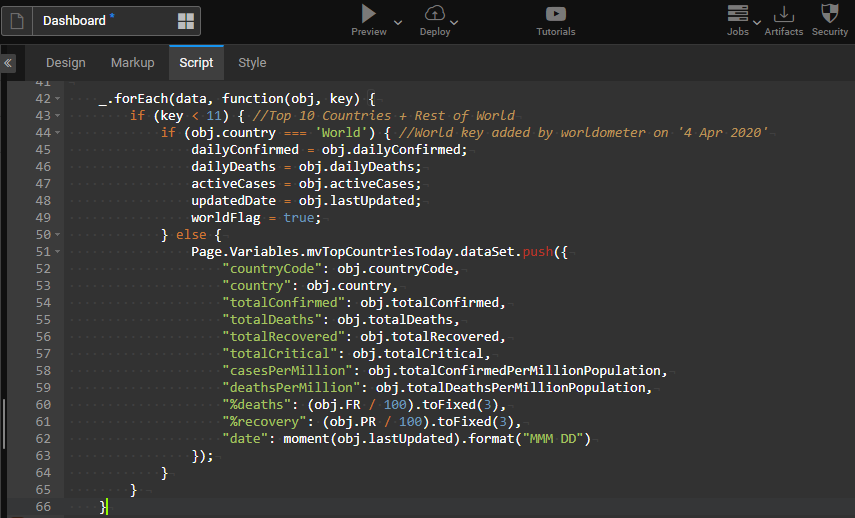 Dashboard *
Preview
Deploy
Tutorials
Jobs
Artifacts
Security
Design
Markup
Script
Style
41
42 _.forEach(data, function(obj, key) {
43 if (key < 11) { //Top 10 Countries + Rest of World
44 if (obj.country === 'World') { //World key added by worldometer on '4 Apr 2020'
45 dailyConfirmed = obj.dailyConfirmed;
46 dailyDeaths = obj.dailyDeaths;
47 activeCases = obj.activeCases;
48 updatedDate = obj.lastUpdated;
49 worldFlag = true;
50 } else {
51 Page.Variables.mvTopCountriesToday.dataSet.push({
52 "countryCode": obj.countryCode,
53 "country": obj.country,
54 "totalConfirmed": obj.totalConfirmed,
55 "totalDeaths": obj.totalDeaths,
56 "totalRecovered": obj.totalRecovered,
57 "totalCritical": obj.totalCritical,
58 "casesPerMillion": obj.totalConfirmedPerMillionPopulation,
59 "deathsPerMillion": obj.totalDeathsPerMillionPopulation,
60 "%deaths": (obj.FR / 100).toFixed(3),
61 "%recovery": (obj.PR / 100).toFixed(3),
62 "date": moment(obj.lastUpdated).format("MMM DD")
63 });
64 }
65 }
66 }